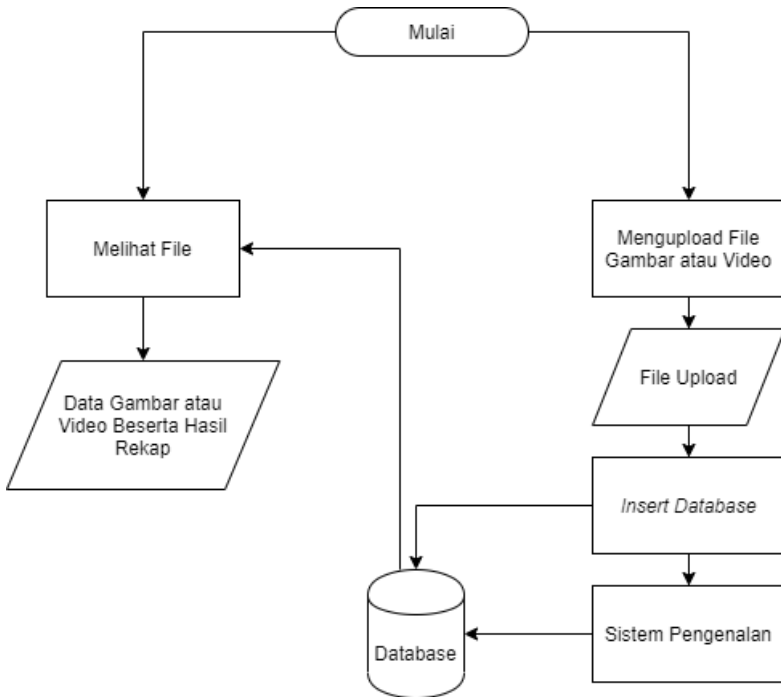 Mulai
Melihat File
Mengupload File
Gambar atau Video
File Upload
Data Gambar atau
Video Beserta Hasil
Rekap
Insert Database
Sistem Pengenalan
Database